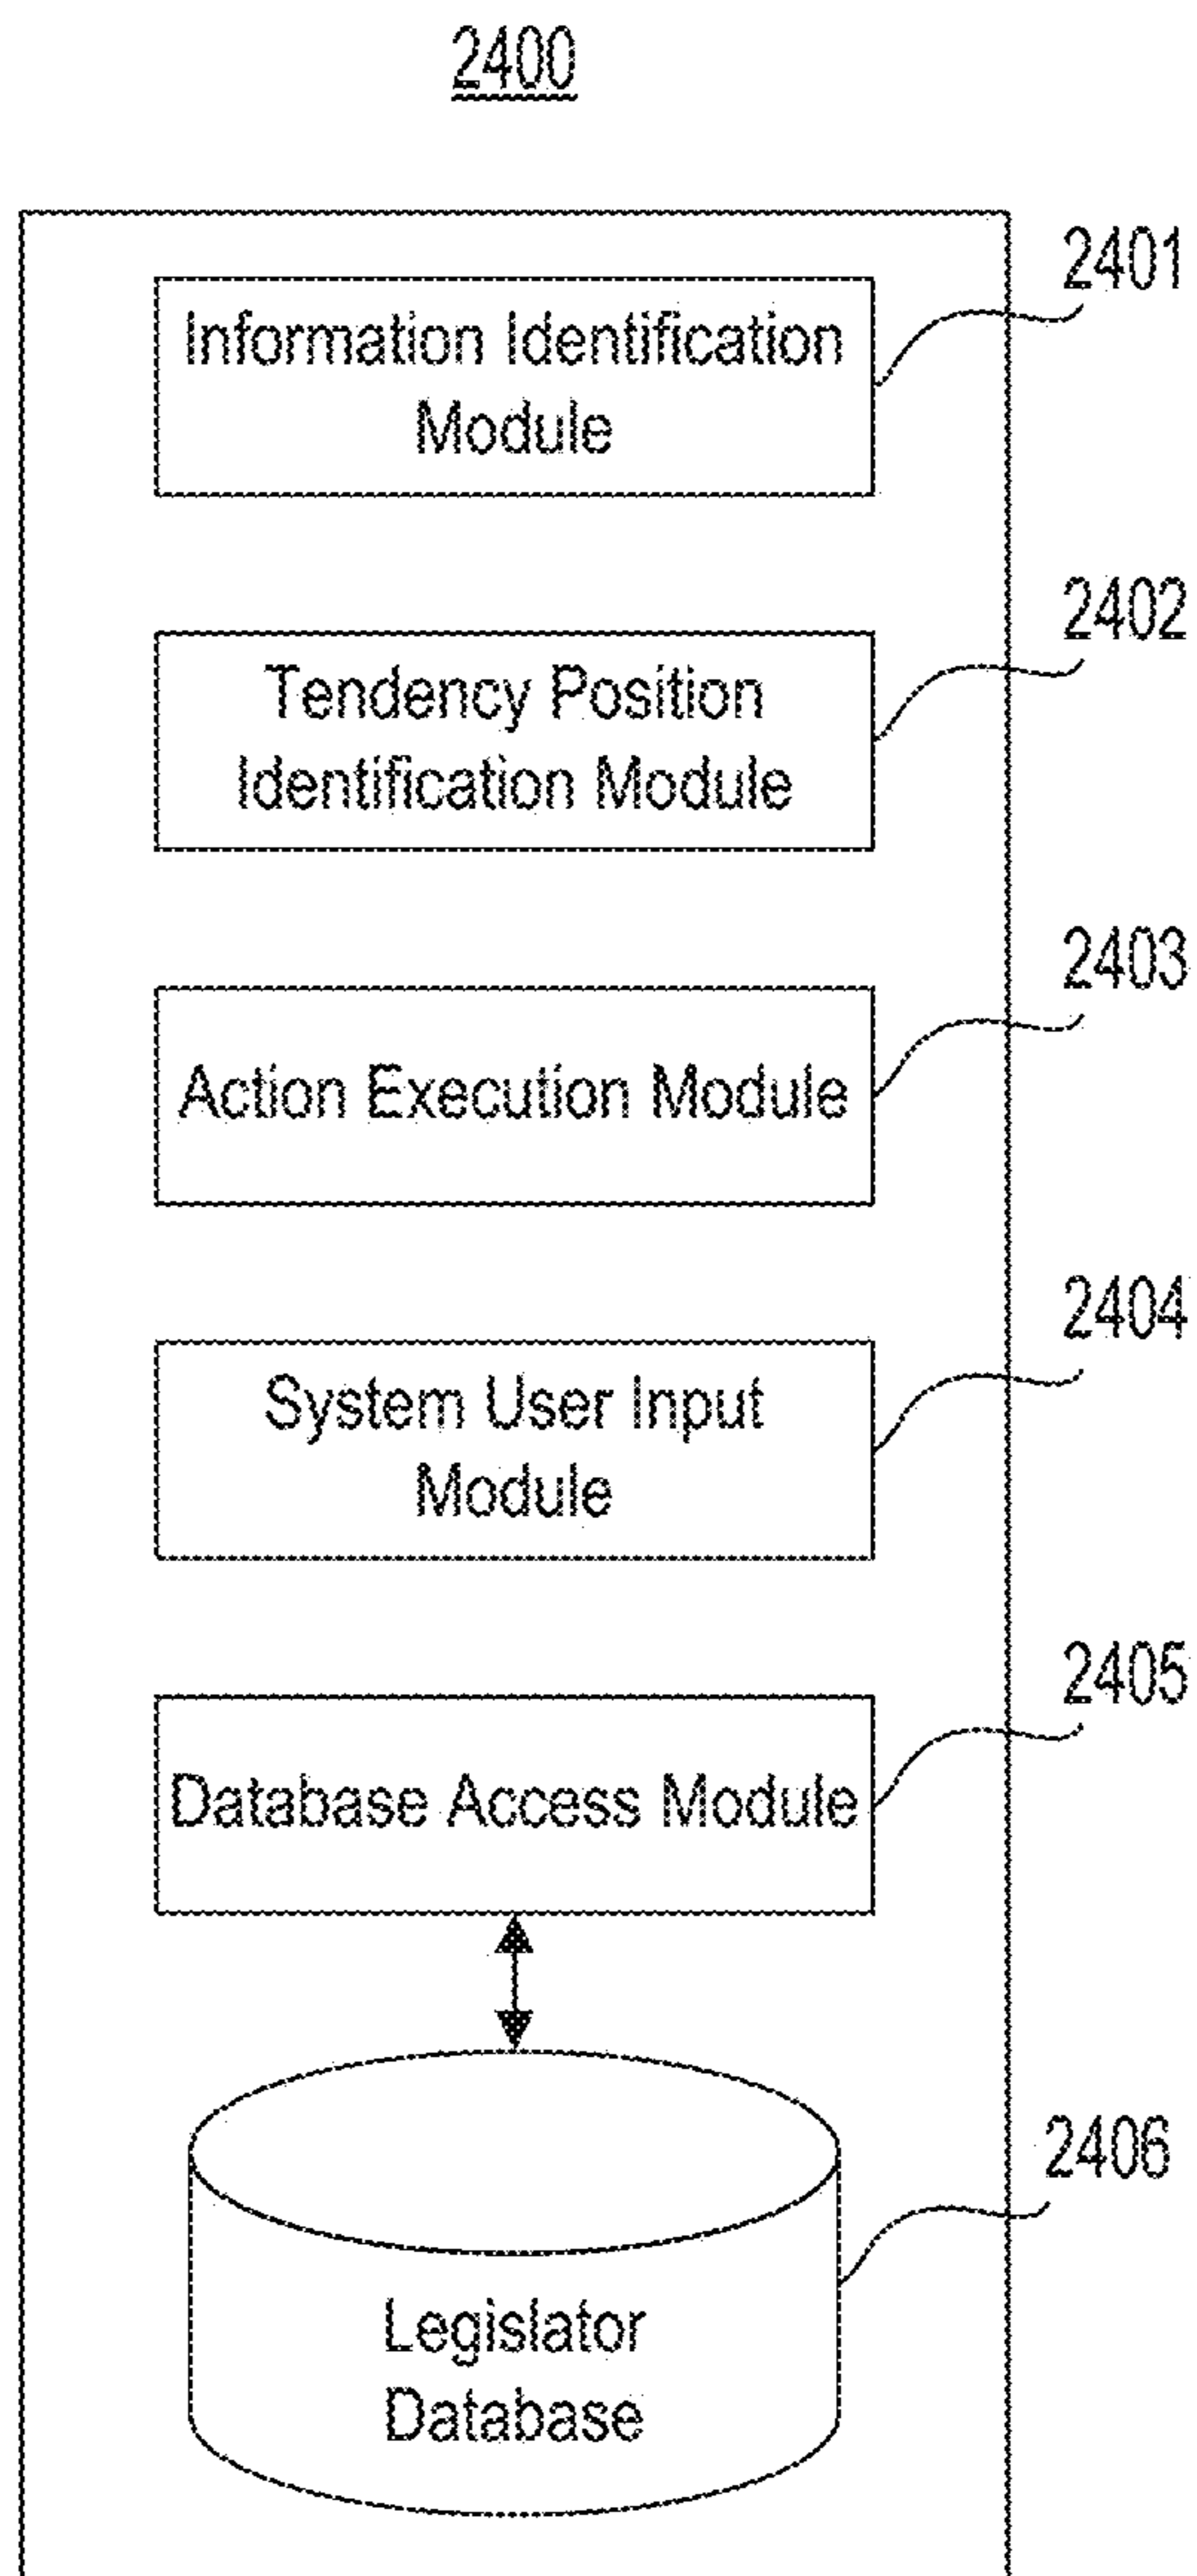 2400
2401
Information Identification
Module
2402
Tendency Position
Identification Module
2403
Action Execution Module
2404
System User Input
Module
2405
Database Access Module
2406
Legislator
Database